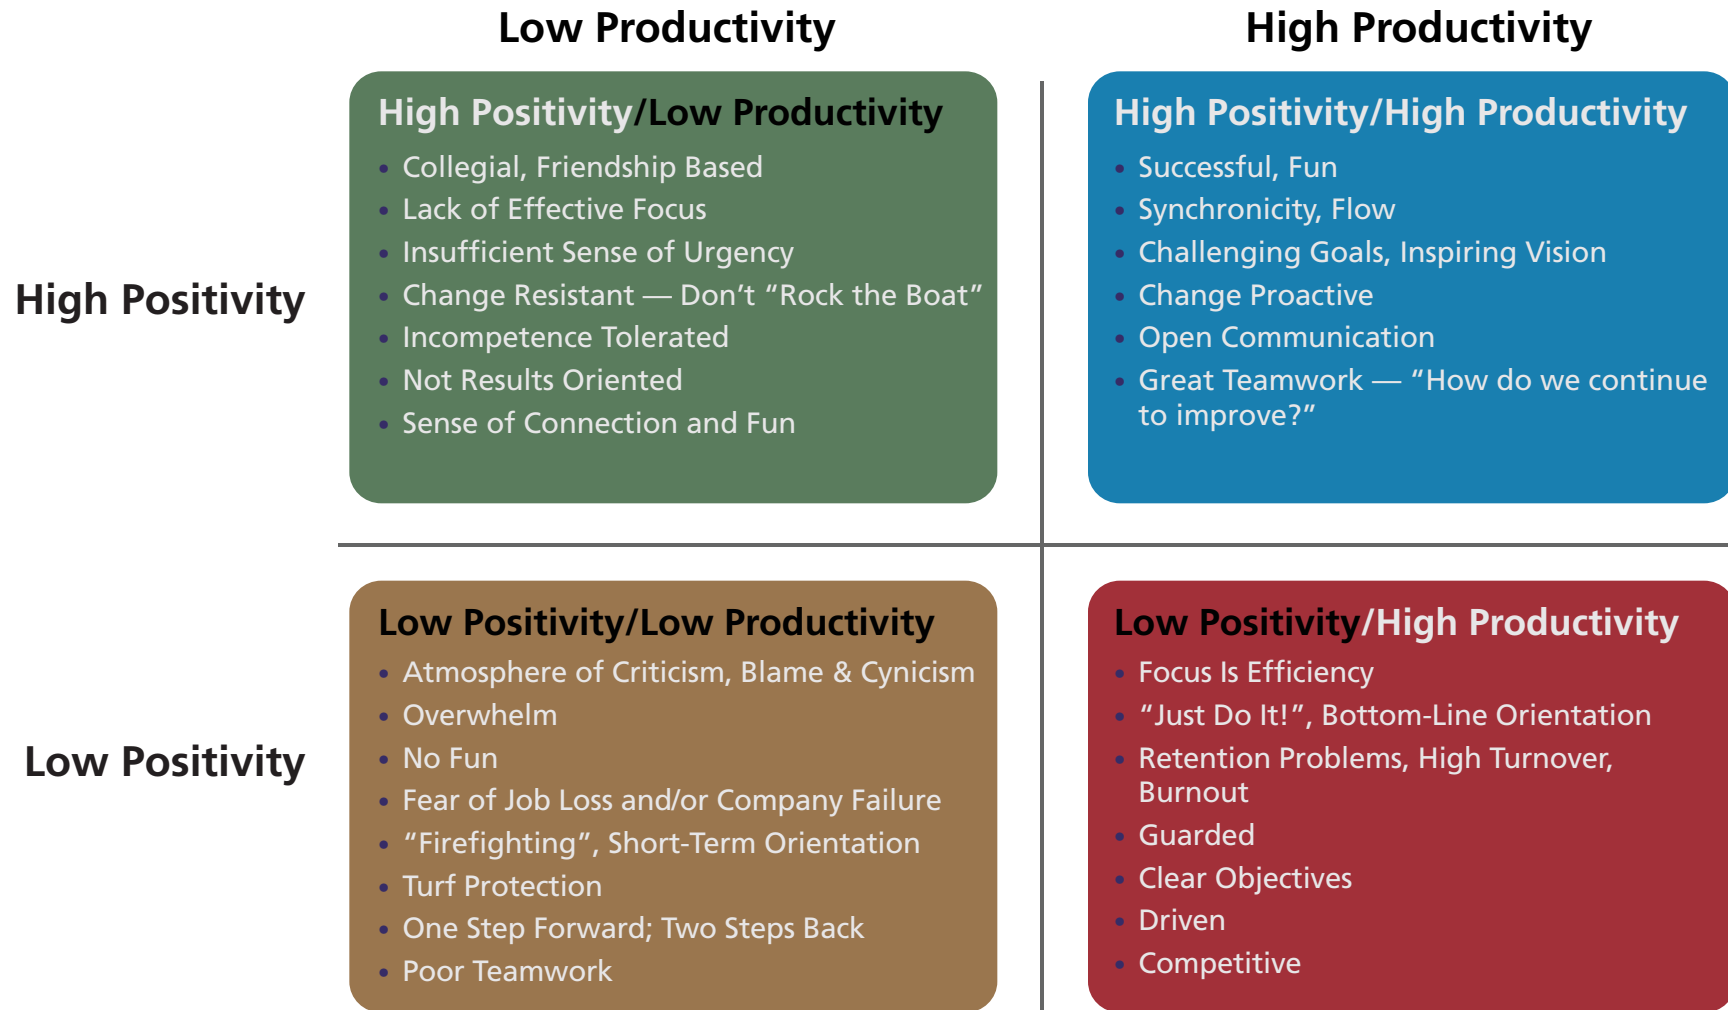 Low Productivity
High Productivity
High Positivity
High Positivity/Low Productivity
• Collegial, Friendship Based
• Lack of Effective Focus
• Insufficient Sense of Urgency
• Change Resistant — Don’t “Rock the Boat”
• Incompetence Tolerated
• Not Results Oriented
• Sense of Connection and Fun
High Positivity/High Productivity
• Successful, Fun
• Synchronicity, Flow
• Challenging Goals, Inspiring Vision
• Change Proactive
• Open Communication
• Great Teamwork — “How do we continue
to improve?”
Low Positivity
Low Positivity/Low Productivity
• Atmosphere of Criticism, Blame & Cynicism
• Overwhelm
• No Fun
• Fear of Job Loss and/or Company Failure
• “Firefighting”, Short-Term Orientation
• Turf Protection
• One Step Forward; Two Steps Back
• Poor Teamwork
Low Positivity/High Productivity
• Focus Is Efficiency
• “Just Do It!”, Bottom-Line Orientation
• Retention Problems, High Turnover,
Burnout
• Guarded
• Clear Objectives
• Driven
• Competitive